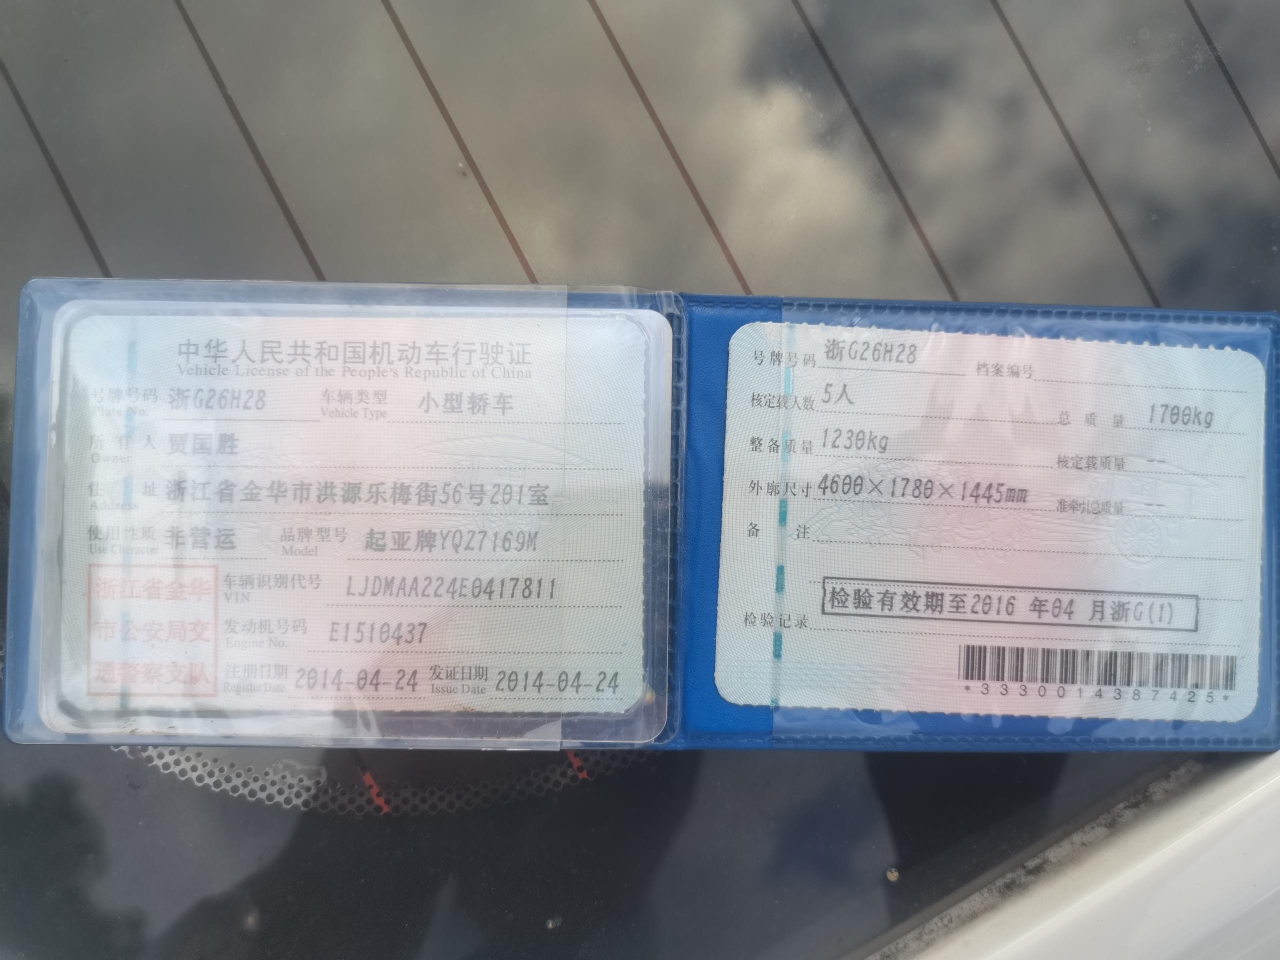 中华人民共和国机动车行驶证
Vehicle License of the People's Republic of China
号牌号码 浙G26H28 车辆类型 小型轿车
Plate No. Vehicle Type
所有人 贾国胜
Owner
住址 浙江省金华市洪源乐梅街56号201室
Address
使用性质 非营运 品牌型号 起亚牌YQZ7169M
Use Character Model
浙江省金华
市公安局交
通警察支队
车辆识别代号 LJDMAA224E0417811
VIN
发动机号码 E1510437
Engine No.
注册日期 2014-04-24 发证日期 2014-04-24
Register Date Issue Date
号牌号码 浙G26H28 档案编号
核定载人数 5人 总质量 1700kg
整备质量 1230kg 核定载质量 --
外廓尺寸 4600×1780×1445mm 准牵引总质量 --
备注
检验记录 检验有效期至2016 年04 月浙G(1)
*3330014387425*